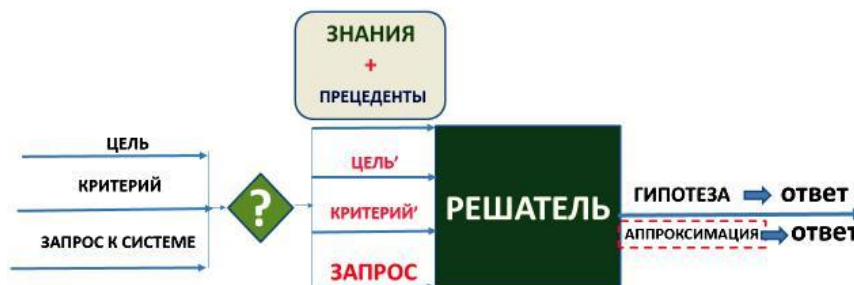 ЗНАНИЯ
+
ПРЕЦЕДЕНТЫ
ЦЕЛЬ
КРИТЕРИЙ
ЗАПРОС К СИСТЕМЕ
?
ЦЕЛЬ’
КРИТЕРИЙ’
ЗАПРОС
РЕШАТЕЛЬ
ГИПОТЕЗА ответ
АППРОКСИМАЦИЯ ответ